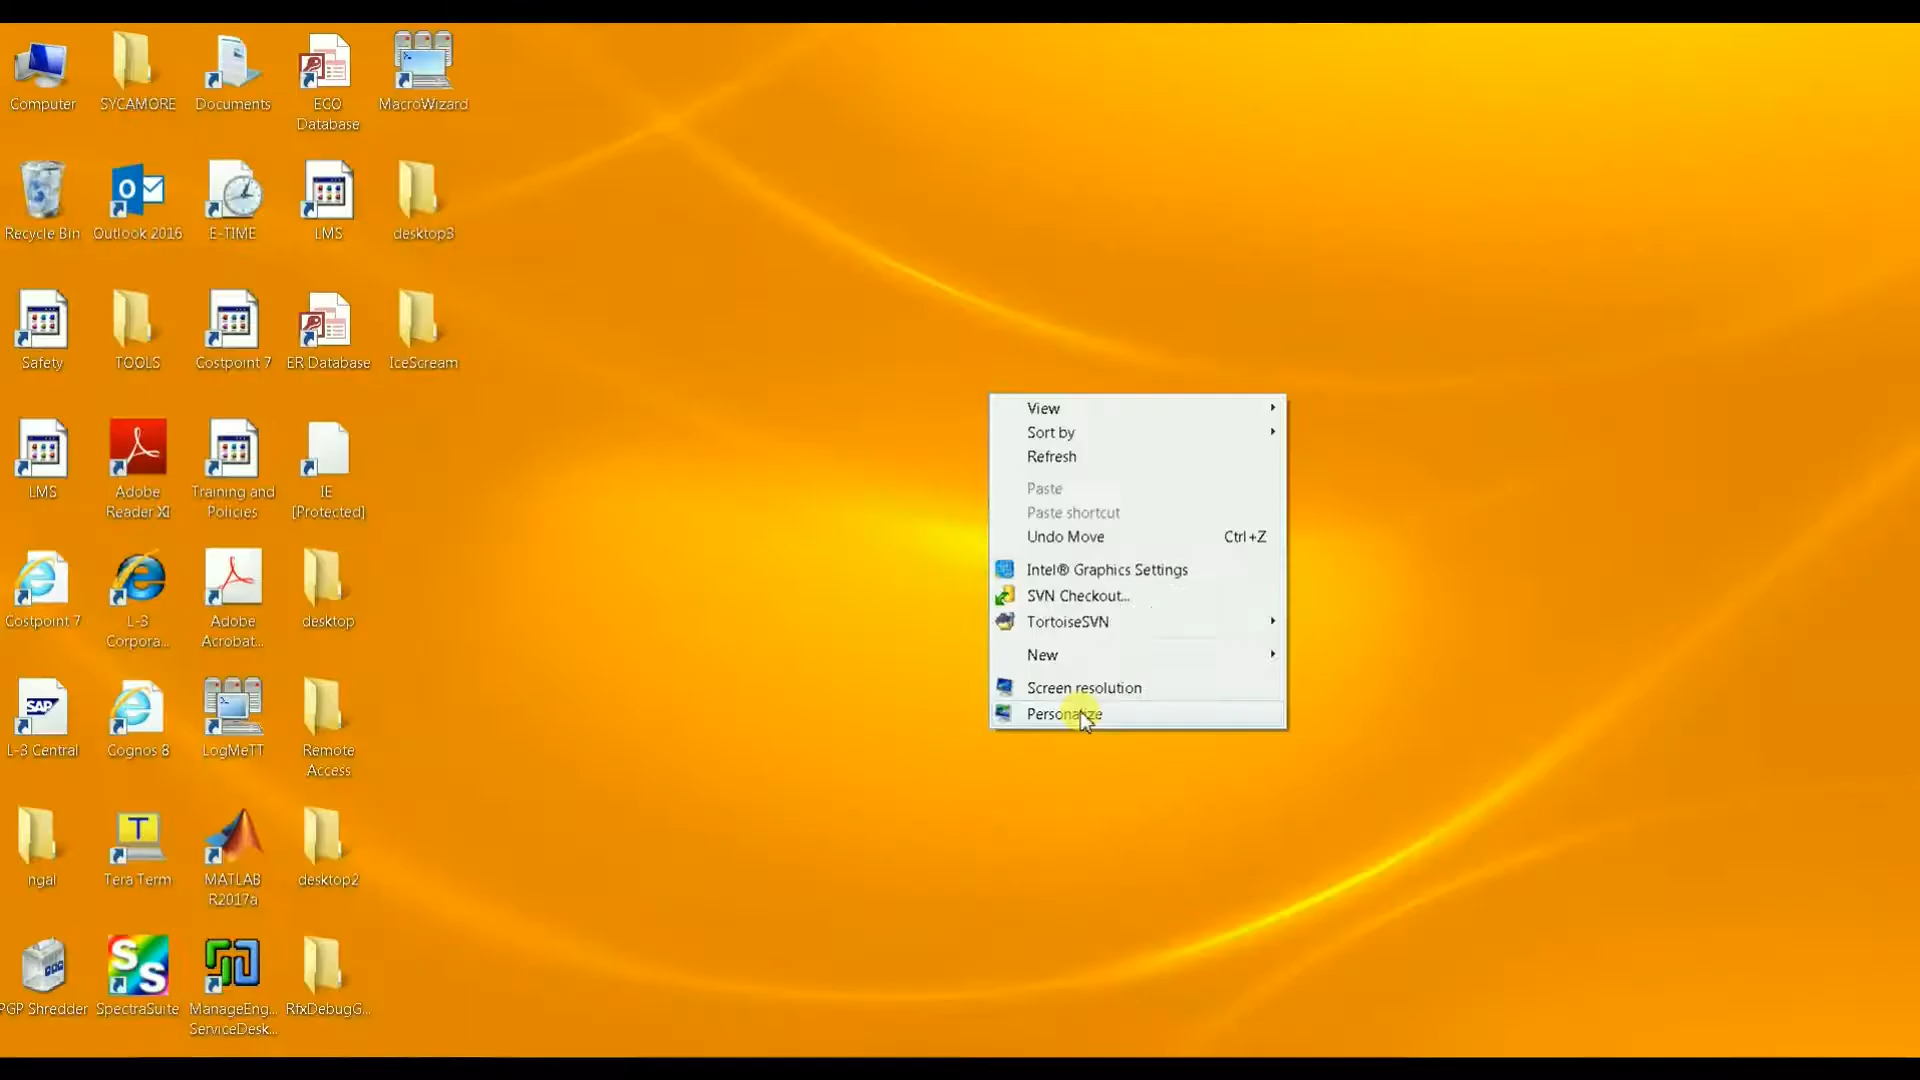 Computer
SYCAMORE
Documents
ECO
Database
MacroWizard
Recycle Bin
Outlook 2016
E-TIME
LMS
desktop3
Safety
TOOLS
Costpoint 7
ER Database
IceScream
LMS
Adobe
Reader XI
Training and
Policies
IE
[Protected]
Costpoint 7
L-3
Corpora...
Adobe
Acrobat...
desktop
L-3 Central
Cognos 8
LogMeTT
Remote
Access
ngal
Tera Term
MATLAB
R2017a
desktop2
PGP Shredder
SpectraSuite
ManageEng...
ServiceDesk...
RfxDebugG...
View
Sort by
Refresh
Paste
Paste shortcut
Undo Move Ctrl+Z
Intel® Graphics Settings
SVN Checkout...
TortoiseSVN
New
Screen resolution
Personalize